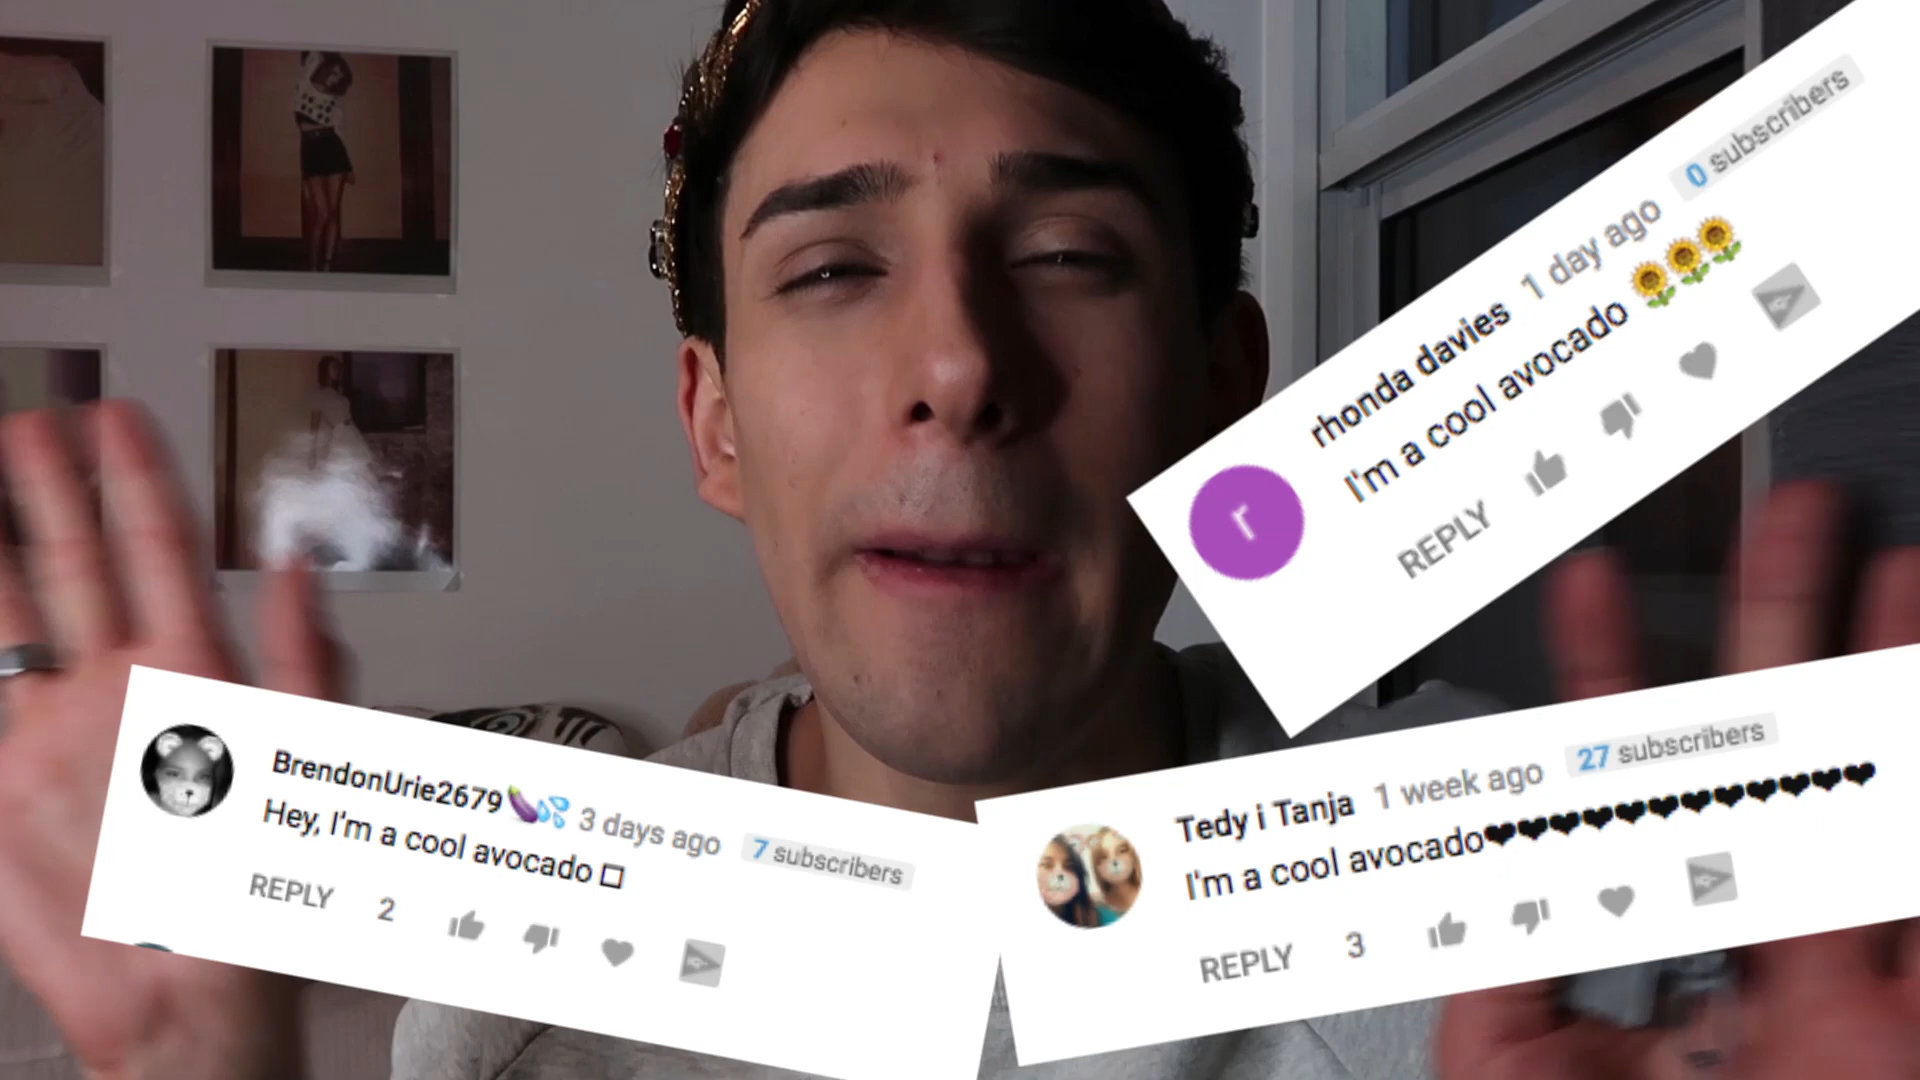 rhonda davies 1 day ago 0 subscribers
I'm a cool avocado 🌻🌻🌻
r
REPLY
BrendonUrie2679🍆💦 3 days ago 7 subscribers
Hey, I'm a cool avocado □
REPLY 2
Tedy i Tanja 1 week ago 27 subscribers
I'm a cool avocado❤❤❤❤❤❤❤❤❤❤❤❤
REPLY 3